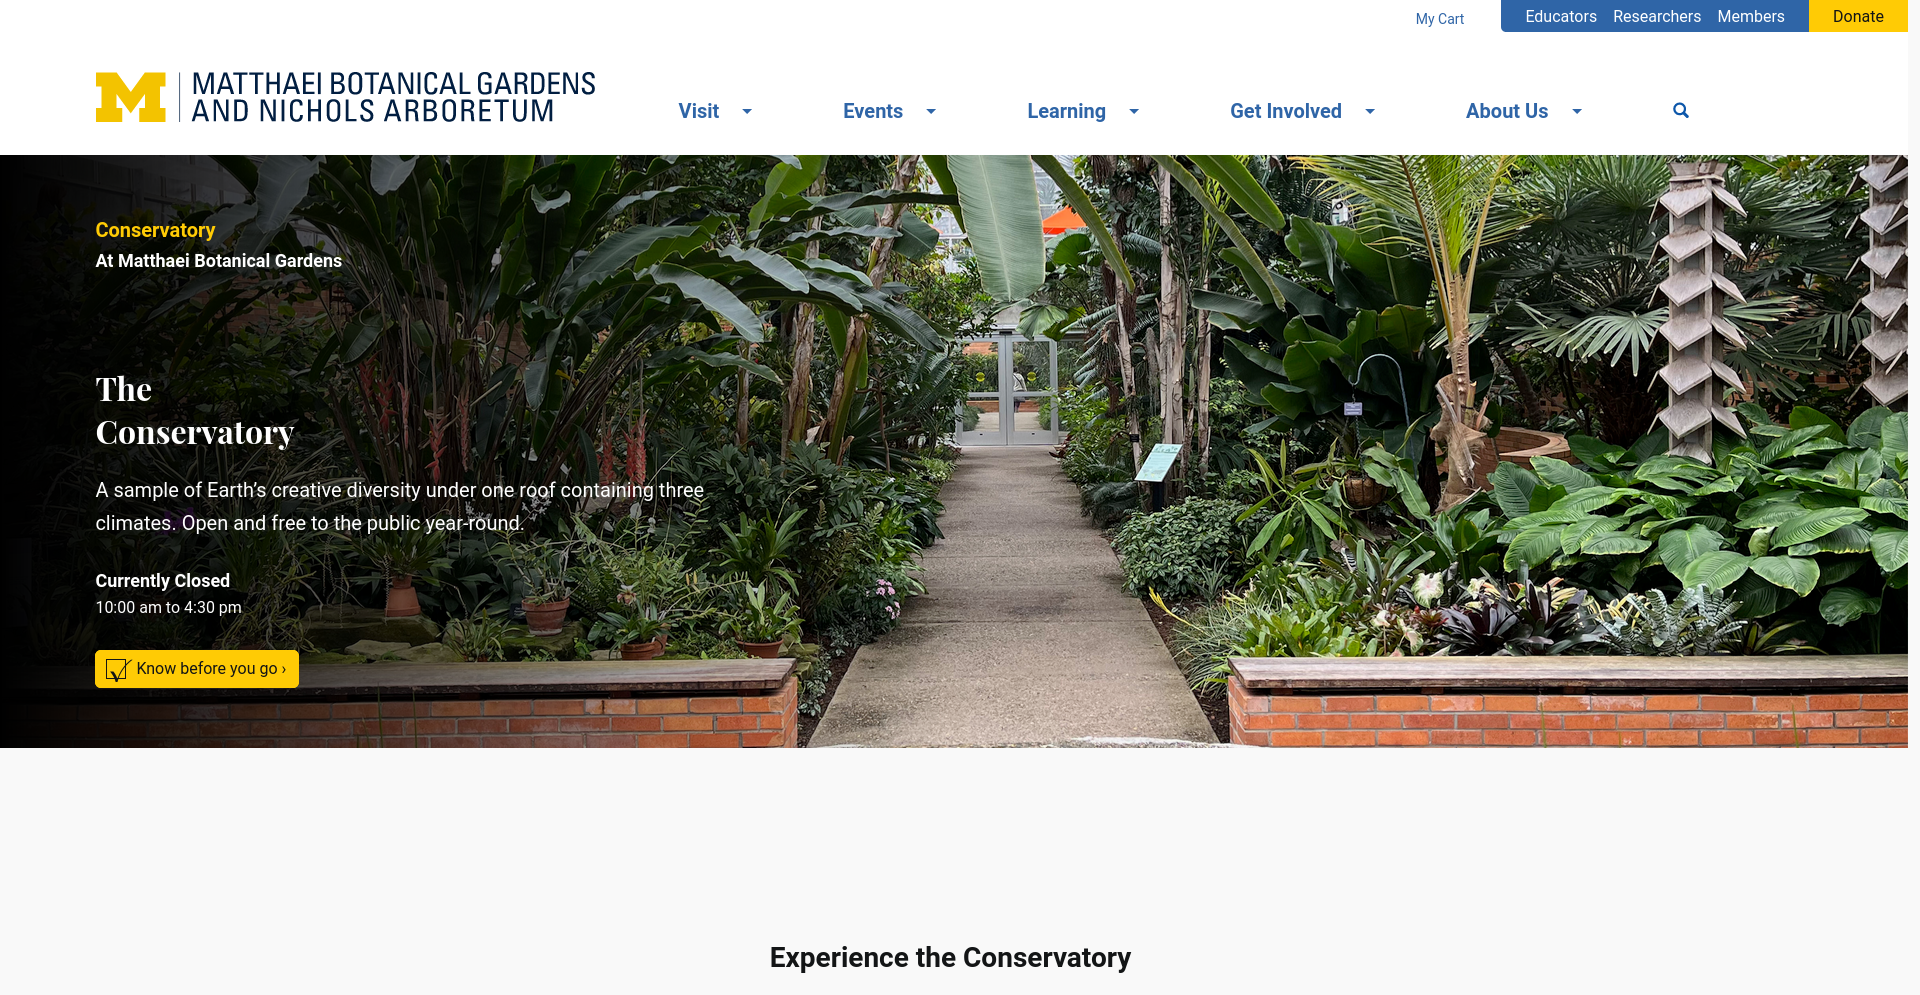 My Cart
Educators Researchers Members Donate
MATTHAEI BOTANICAL GARDENS
AND NICHOLS ARBORETUM
Visit Events Learning Get Involved About Us
Conservatory
At Matthaei Botanical Gardens
The
Conservatory
A sample of Earth’s creative diversity under one roof containing three
climates. Open and free to the public year-round.
Currently Closed
10:00 am to 4:30 pm
Know before you go ›
Experience the Conservatory